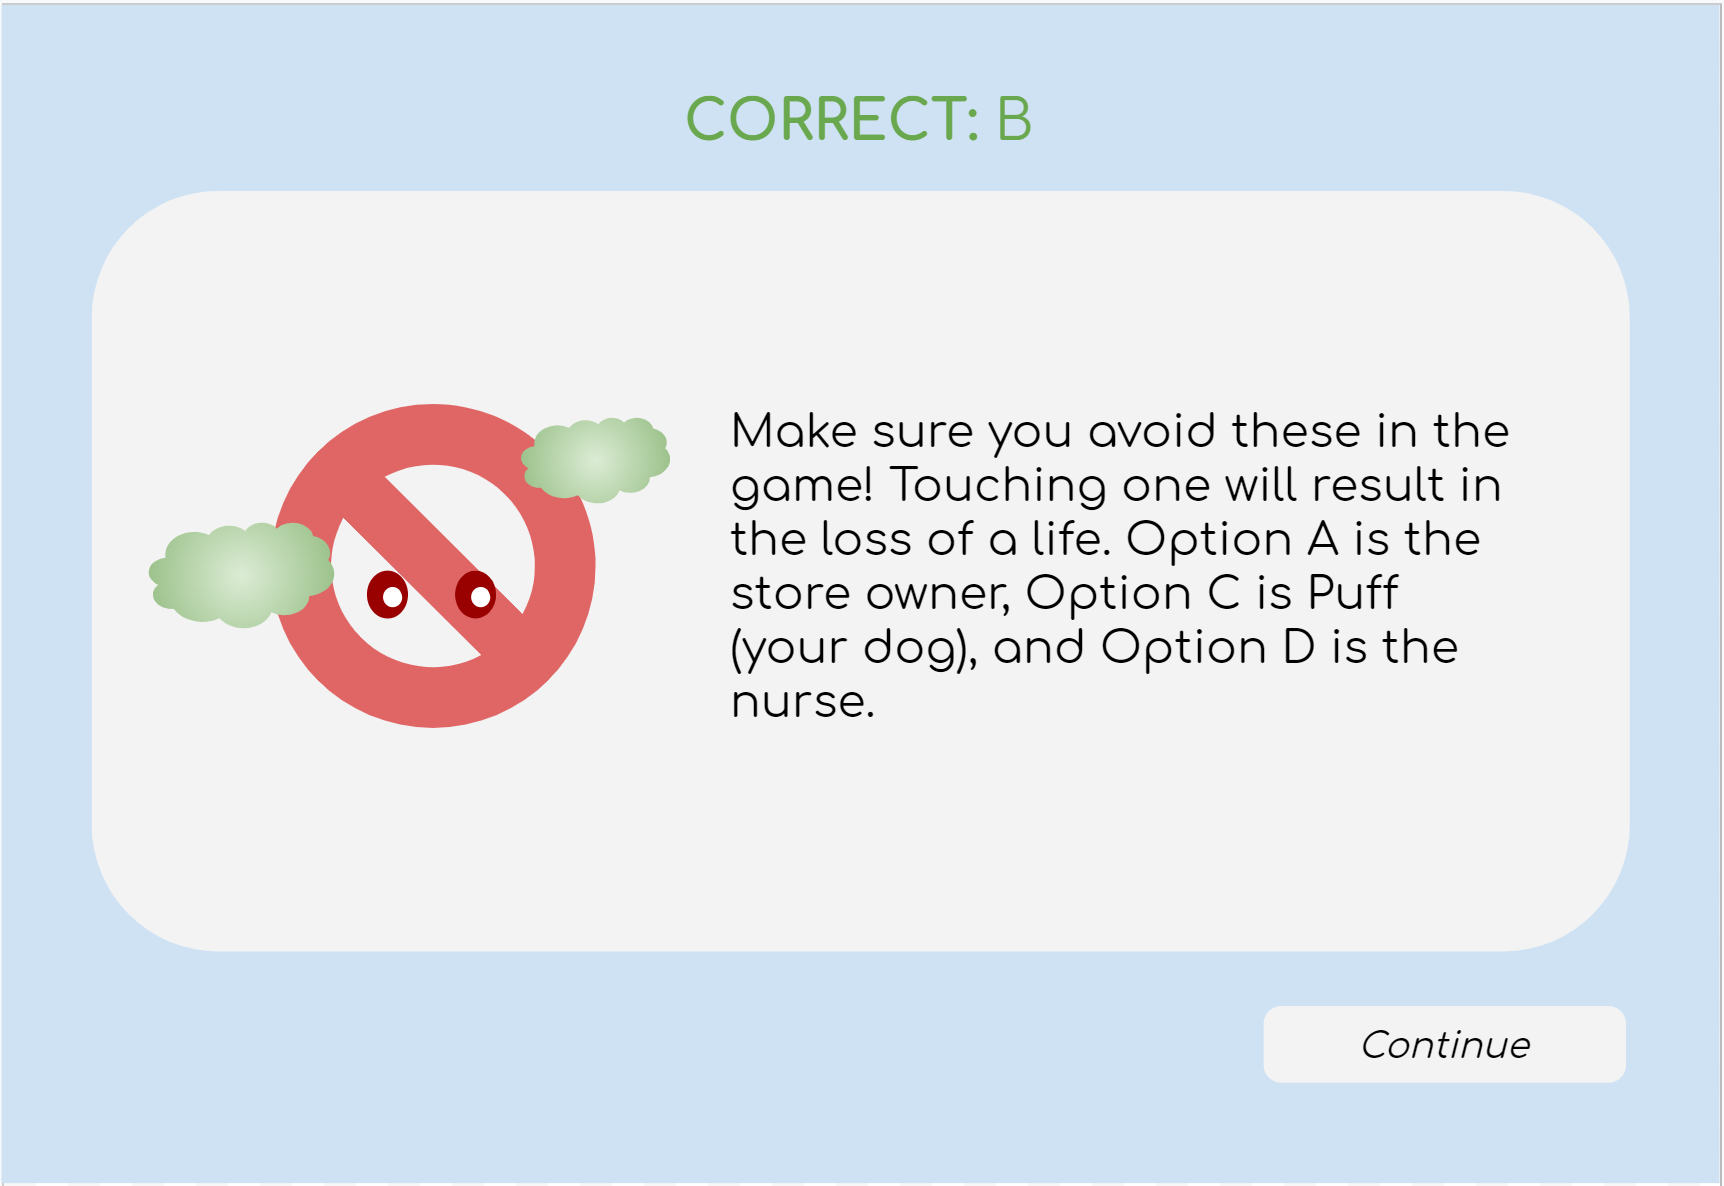 CORRECT: B
Make sure you avoid these in the
game! Touching one will result in
the loss of a life. Option A is the
store owner, Option C is Puff
(your dog), and Option D is the
nurse.
Continue